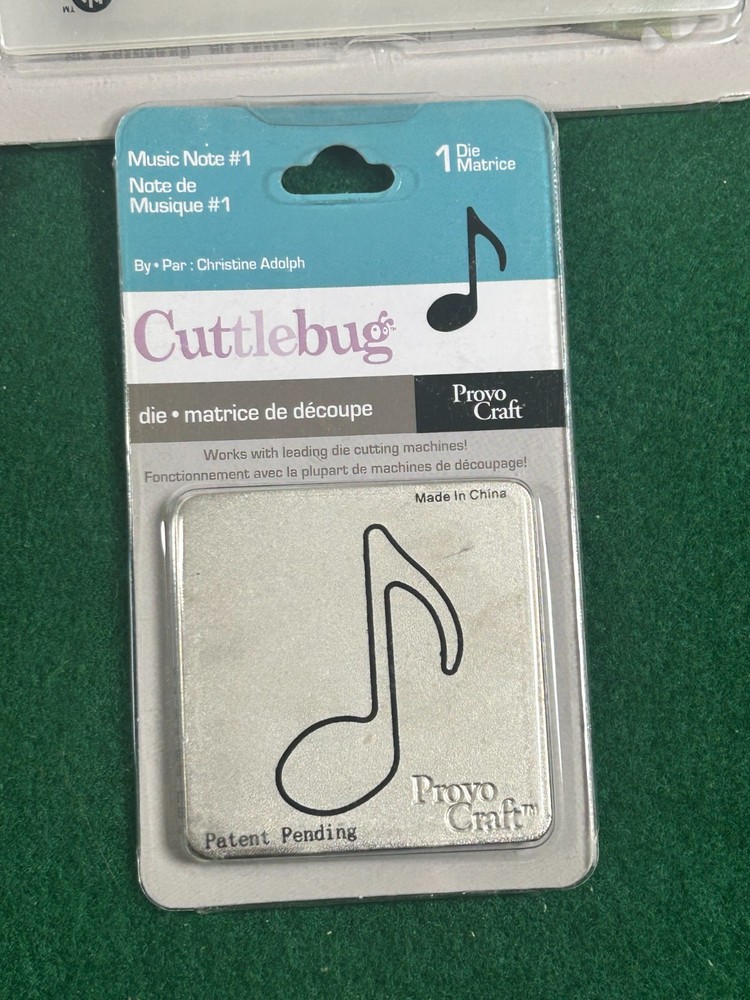 Music Note #1
Note de
Musique #1
1 Die
Matrice
By • Par : Christine Adolph
Cuttlebug™
die • matrice de découpe
Provo
Craft
Works with leading die cutting machines!
Fonctionnement avec la plupart de machines de découpage!
Made In China
Provo
Craft™
Patent Pending